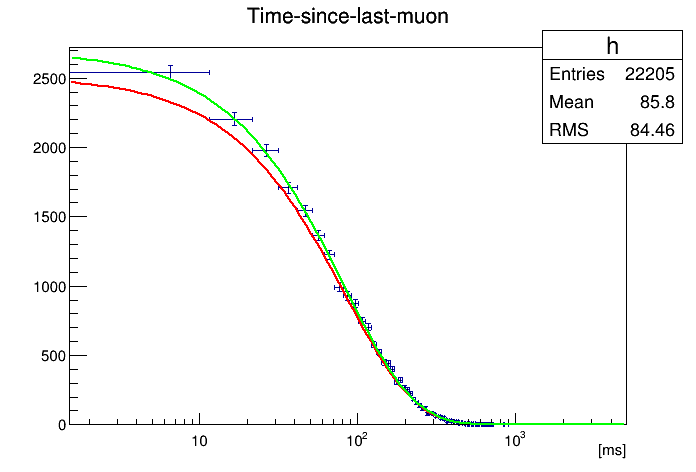 Time-since-last-muon
h
Entries 22205
Mean 85.8
RMS 84.46
2500
2000
1500
1000
500
0
10
10²
10³
[ms]